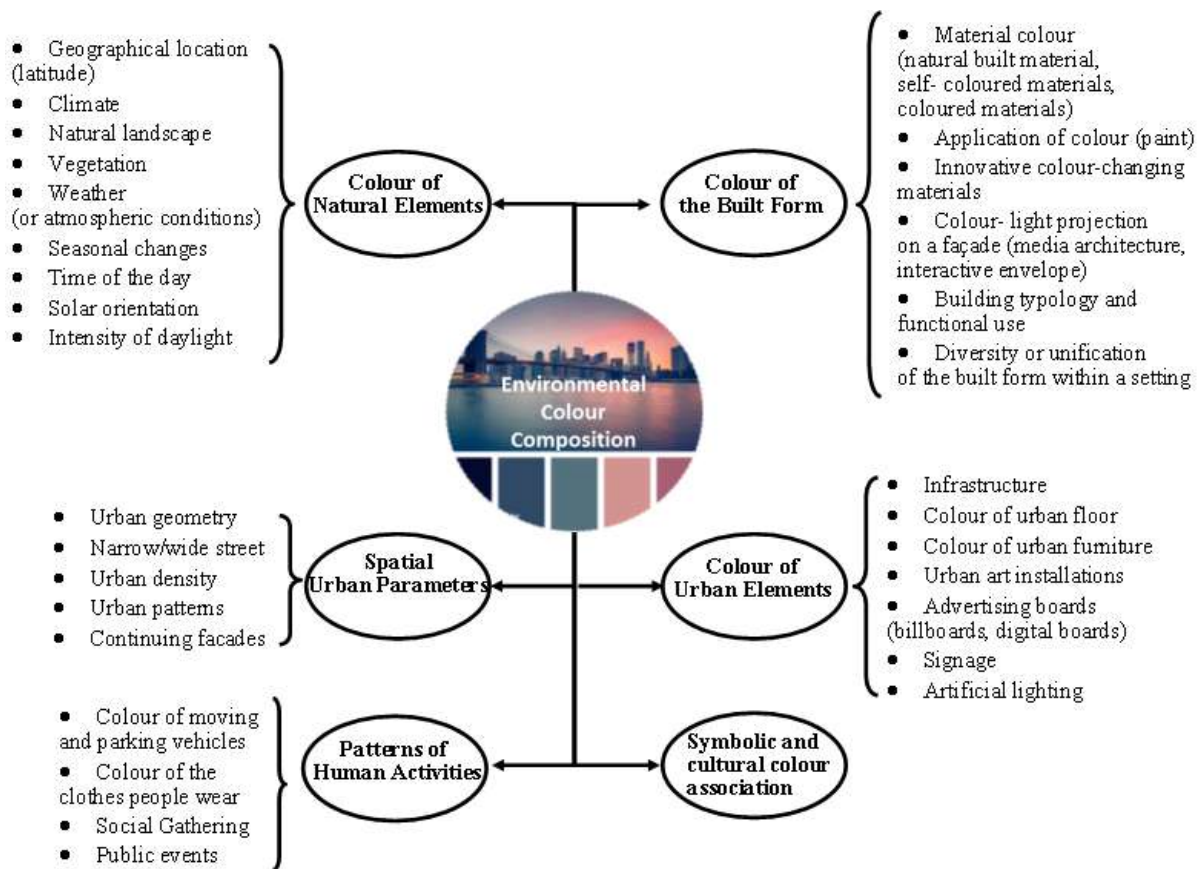 ● Geographical location
(latitude)
● Climate
● Natural landscape
● Vegetation
● Weather
(or atmospheric conditions)
● Seasonal changes
● Time of the day
● Solar orientation
● Intensity of daylight
Colour of
Natural Elements
Colour of
the Built Form
● Material colour
(natural built material,
self- coloured materials,
coloured materials)
● Application of colour (paint)
● Innovative colour-changing
materials
● Colour- light projection
on a façade (media architecture,
interactive envelope)
● Building typology and
functional use
● Diversity or unification
of the built form within a setting
Environmental
Colour
Composition
● Urban geometry
● Narrow/wide street
● Urban density
● Urban patterns
● Continuing facades
Spatial
Urban Parameters
Colour of
Urban Elements
● Infrastructure
● Colour of urban floor
● Colour of urban furniture
● Urban art installations
● Advertising boards
(billboards, digital boards)
● Signage
● Artificial lighting
● Colour of moving
and parking vehicles
● Colour of the
clothes people wear
● Social Gathering
● Public events
Patterns of
Human Activities
Symbolic and
cultural colour
association